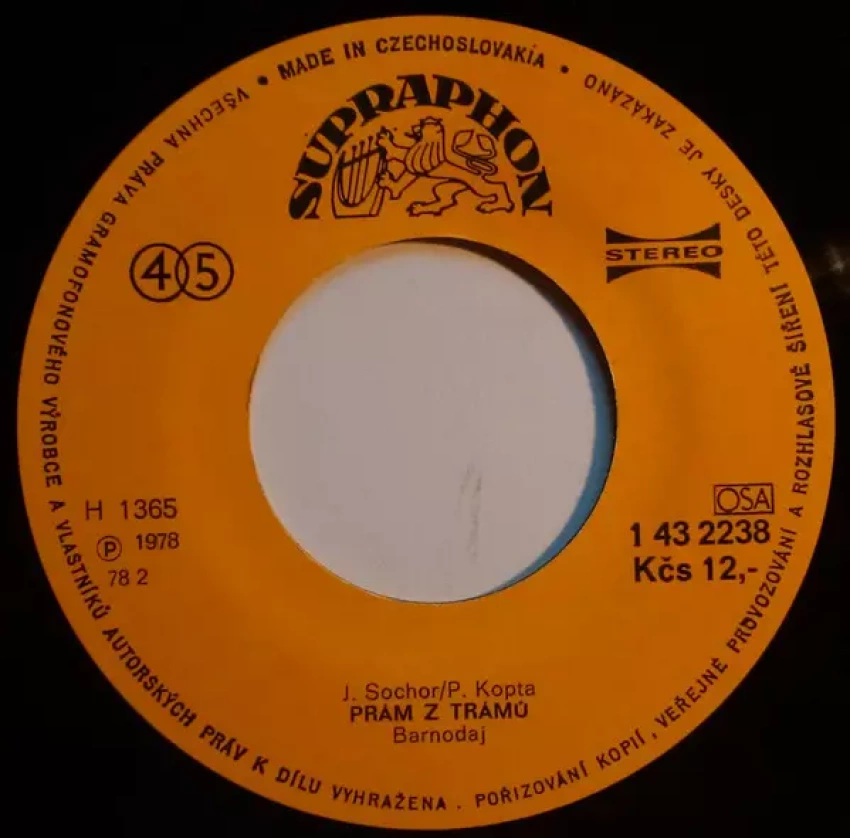 • MADE IN CZECHOSLOVAKIA •
SUPRAPHON
45
STEREO
H 1365
Ⓟ 1978
78 2
OSA
1 43 2238
Kčs 12,-
J. Sochor/P. Kopta
PRÁM Z TRÁMŮ
Barnodaj
VŠECHNA PRÁVA GRAMOFONOVÉHO VÝROBCE A VLASTNÍKŮ AUTORSKÝCH PRÁV K DÍLU VYHRAŽENA . POŘIZOVÁNÍ KOPIÍ, VEŘEJNÉ PROVOZOVÁNÍ A ROZHLASOVÉ ŠÍŘENÍ TÉTO DESKY JE ZAKÁZÁNO